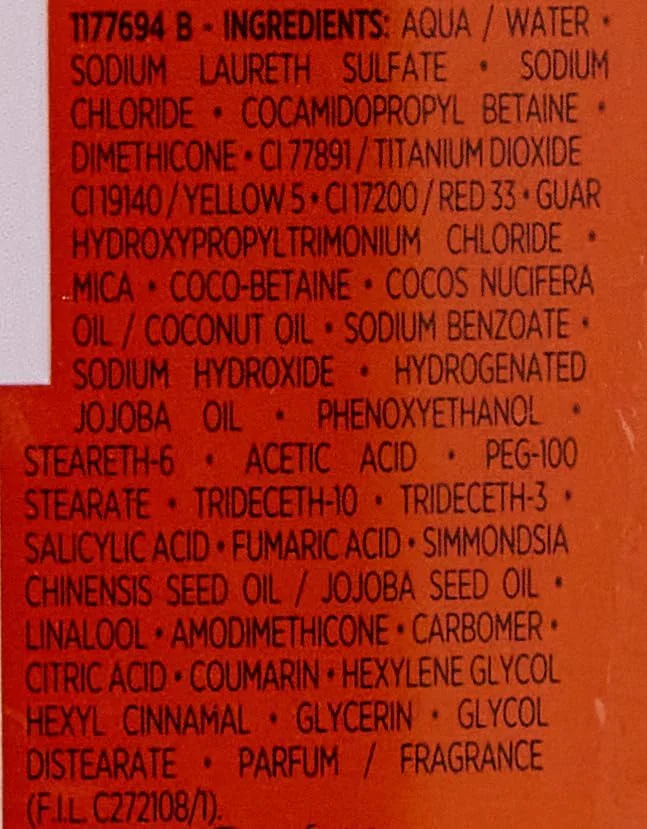 1177694 B - INGREDIENTS: AQUA / WATER •
SODIUM LAURETH SULFATE • SODIUM
CHLORIDE • COCAMIDOPROPYL BETAINE •
DIMETHICONE • CI 77891 / TITANIUM DIOXIDE
CI 19140 / YELLOW 5 • CI 17200 / RED 33 • GUAR
HYDROXYPROPYLTRIMONIUM CHLORIDE •
MICA • COCO-BETAINE • COCOS NUCIFERA
OIL / COCONUT OIL • SODIUM BENZOATE •
SODIUM HYDROXIDE • HYDROGENATED
JOJOBA OIL • PHENOXYETHANOL •
STEARETH-6 • ACETIC ACID • PEG-100
STEARATE • TRIDECETH-10 • TRIDECETH-3 •
SALICYLIC ACID • FUMARIC ACID • SIMMONDSIA
CHINENSIS SEED OIL / JOJOBA SEED OIL •
LINALOOL • AMODIMETHICONE • CARBOMER •
CITRIC ACID • COUMARIN • HEXYLENE GLYCOL
HEXYL CINNAMAL • GLYCERIN • GLYCOL
DISTEARATE • PARFUM / FRAGRANCE
(F.I.L. C272108/1).